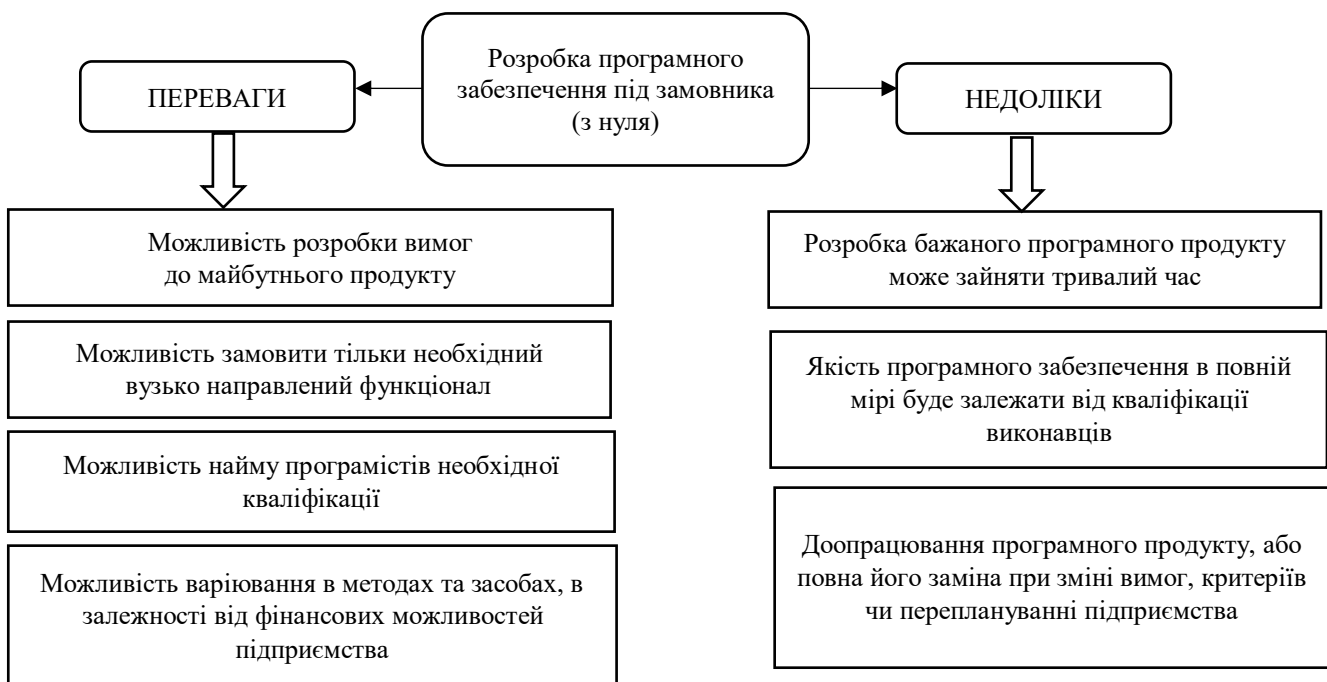 Розробка програмного
забезпечення під замовника
(з нуля)
ПЕРЕВАГИ
НЕДОЛІКИ
Можливість розробки вимог
до майбутнього продукту
Можливість замовити тільки необхідний
вузько направлений функціонал
Можливість найму програмістів необхідної
кваліфікації
Можливість варіювання в методах та засобах, в
залежності від фінансових можливостей
підприємства
Розробка бажаного програмного продукту
може зайняти тривалий час
Якість програмного забезпечення в повній
мірі буде залежати від кваліфікації
виконавців
Доопрацювання програмного продукту, або
повна його заміна при зміні вимог, критеріїв
чи переплануванні підприємства